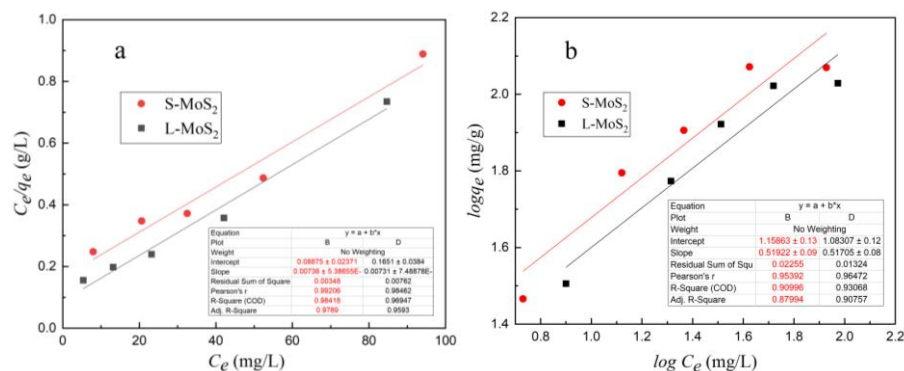 a
S-MoS₂
L-MoS₂
Equation y = a + b*x
Plot B D
Weight No Weighting
Intercept 0.08875 ± 0.02371 0.1651 ± 0.0384
Slope 0.00736 ± 5.38655E- 0.00731 ± 7.48878E-
Residual Sum of Square 0.00348 0.00762
Pearson's r 0.99206 0.98462
R-Square (COD) 0.98418 0.96947
Adj. R-Square 0.9789 0.9593
1.0
0.8
0.6
0.4
0.2
0.0
0 20 40 60 80 100
Cₑ/qₑ (g/L)
Cₑ (mg/L)
b
S-MoS₂
L-MoS₂
Equation y = a + b*x
Plot B D
Weight No Weighting
Intercept 1.15863 ± 0.13 1.08307 ± 0.12
Slope 0.51922 ± 0.09 0.51705 ± 0.08
Residual Sum of Squ 0.02255 0.01324
Pearson's r 0.95392 0.96472
R-Square (COD) 0.90996 0.93068
Adj. R-Square 0.87994 0.90757
2.2
2.0
1.8
1.6
1.4
0.8 1.0 1.2 1.4 1.6 1.8 2.0 2.2
logqₑ (mg/g)
log Cₑ (mg/L)